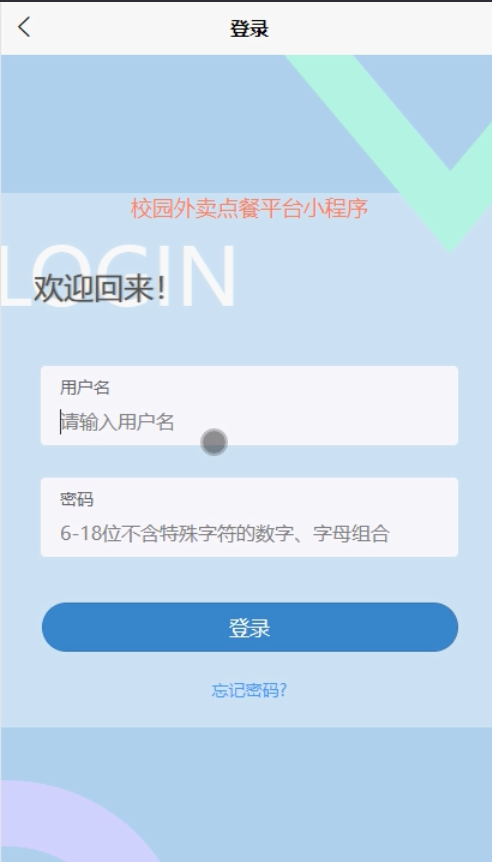 登录
校园外卖点餐平台小程序
LOGIN
欢迎回来！
用户名
请输入用户名
密码
6-18位不含特殊字符的数字、字母组合
登录
忘记密码?